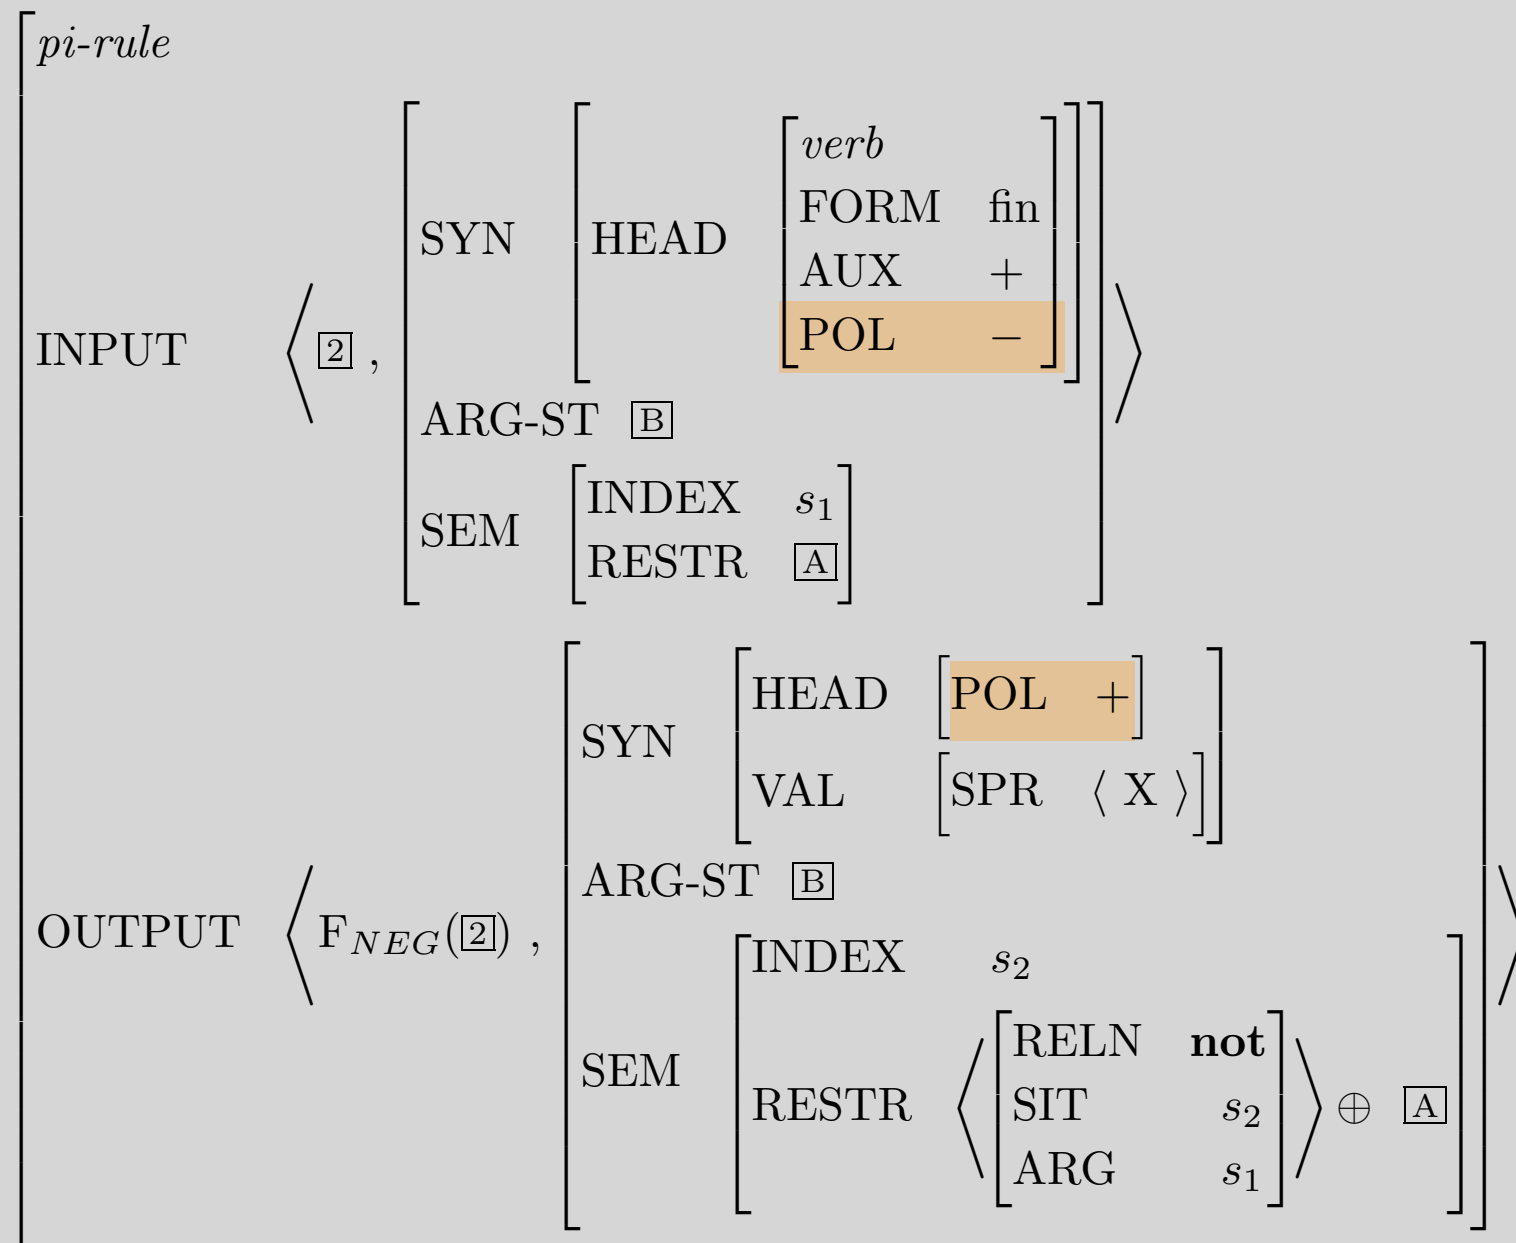 pi-rule
verb
FORM fin
SYN HEAD
AUX +
POL −
INPUT ⟨ 2 , ⟩
ARG-ST B
INDEX s₁
SEM
RESTR A
HEAD POL +
SYN
VAL SPR ⟨ X ⟩
ARG-ST B
OUTPUT ⟨ F_NEG(2) , ⟩
INDEX s₂
RELN not
SEM
RESTR ⟨ SIT s₂ ⟩ ⊕ A
ARG s₁